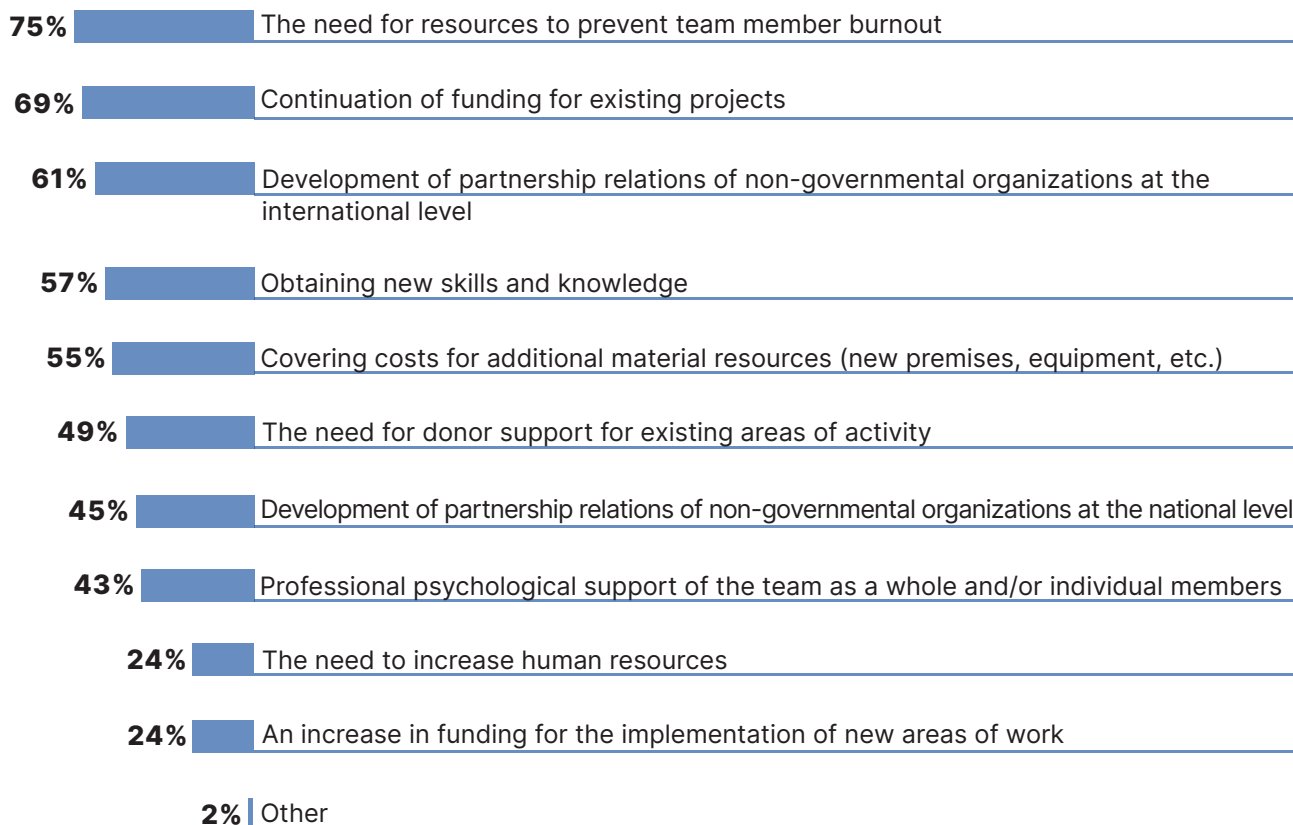 75% The need for resources to prevent team member burnout
69% Continuation of funding for existing projects
61% Development of partnership relations of non-governmental organizations at the
international level
57% Obtaining new skills and knowledge
55% Covering costs for additional material resources (new premises, equipment, etc.)
49% The need for donor support for existing areas of activity
45% Development of partnership relations of non-governmental organizations at the national level
43% Professional psychological support of the team as a whole and/or individual members
24% The need to increase human resources
24% An increase in funding for the implementation of new areas of work
2% Other